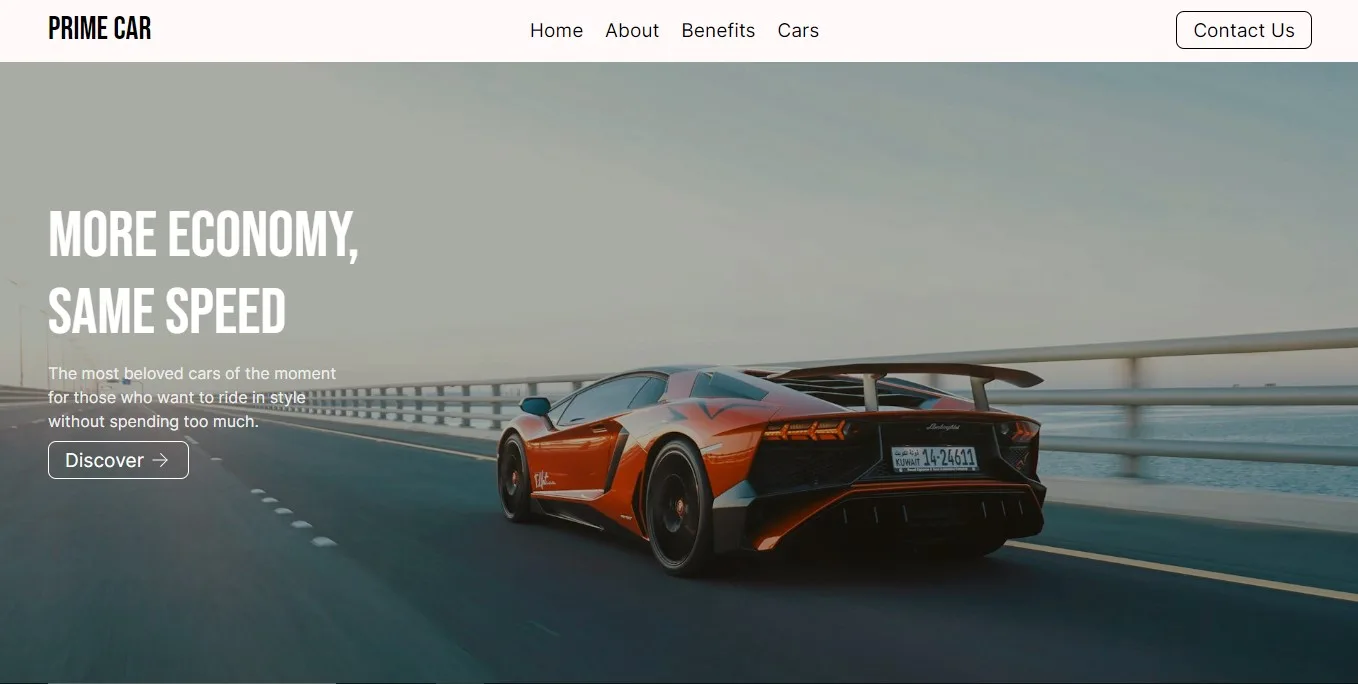 PRIME CAR
Home About Benefits Cars
Contact Us
MORE ECONOMY,
SAME SPEED
The most beloved cars of the moment
for those who want to ride in style
without spending too much.
Discover →
Lamborghini
KUWAIT 14-24611